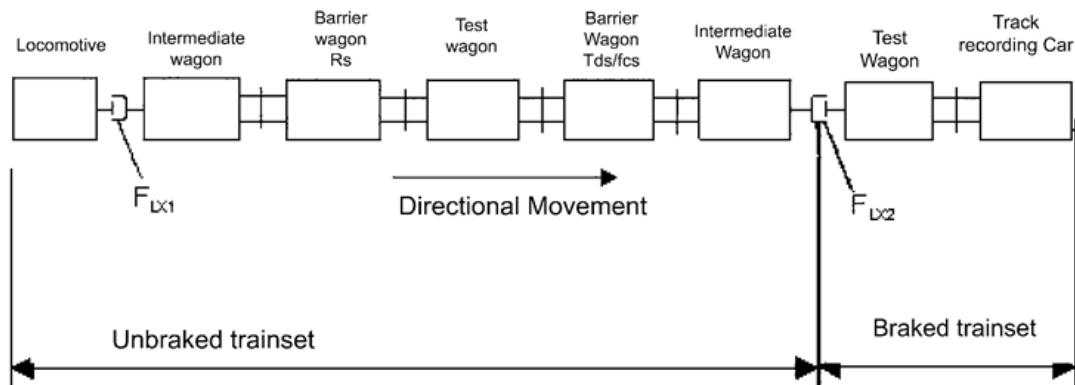 Locomotive
Intermediate
wagon
Barrier
wagon
Rs
Test
wagon
Barrier
Wagon
Tds/fcs
Intermediate
Wagon
Test
Wagon
Track
recording Car
F LX1
Directional Movement
F LX2
Unbraked trainset
Braked trainset